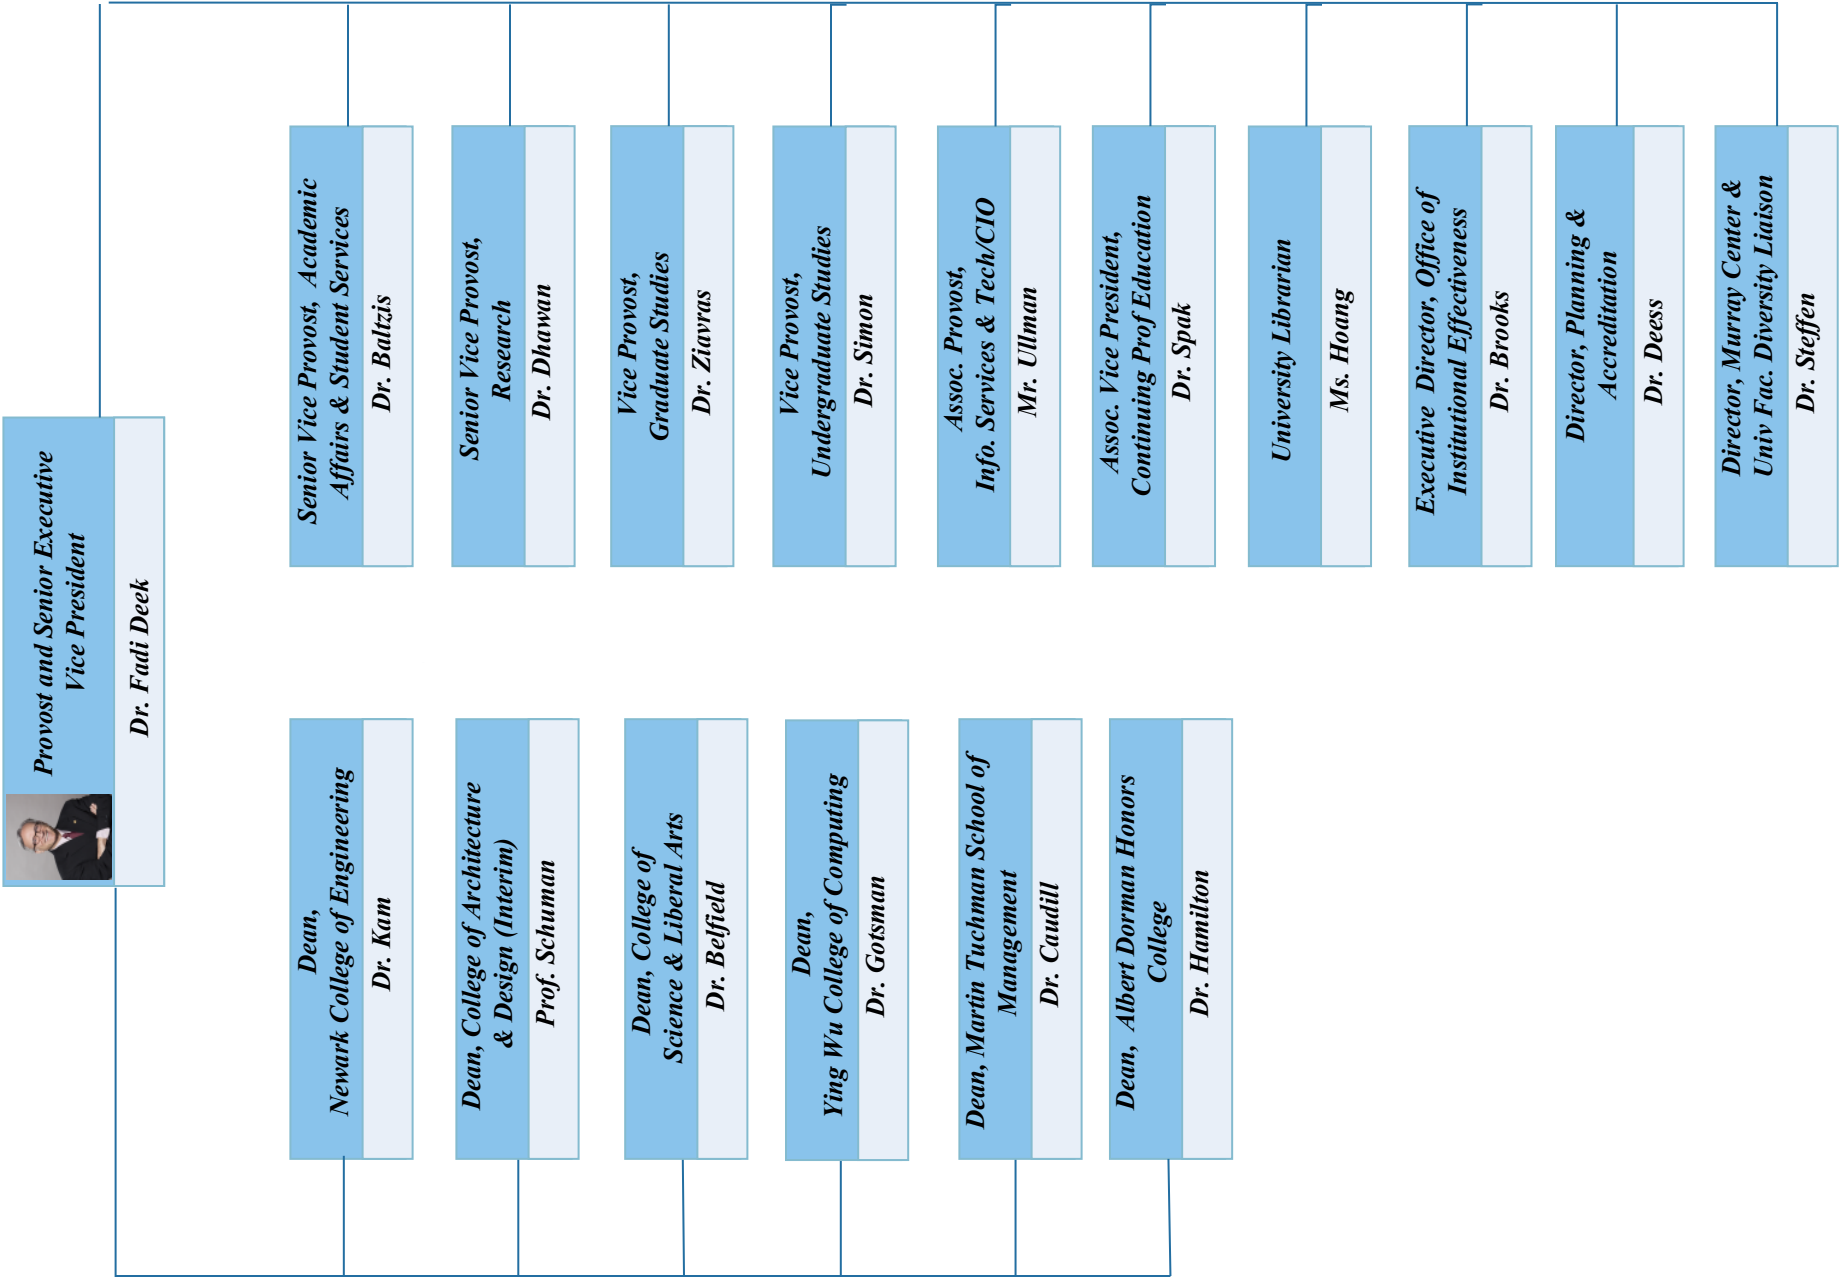 Provost and Senior Executive
Vice President
Dr. Fadi Deek
Dean,
Newark College of Engineering
Dr. Kam
Dean, College of Architecture
& Design (Interim)
Prof. Schuman
Dean, College of
Science & Liberal Arts
Dr. Belfield
Dean,
Ying Wu College of Computing
Dr. Gotsman
Dean, Martin Tuchman School of
Management
Dr. Caudill
Dean, Albert Dorman Honors
College
Dr. Hamilton
Senior Vice Provost, Academic
Affairs & Student Services
Dr. Baltzis
Senior Vice Provost,
Research
Dr. Dhawan
Vice Provost,
Graduate Studies
Dr. Ziavras
Vice Provost,
Undergraduate Studies
Dr. Simon
Assoc. Provost,
Info. Services & Tech/CIO
Mr. Ullman
Assoc. Vice President,
Continuing Prof Education
Dr. Spak
University Librarian
Ms. Hoang
Executive Director, Office of
Institutional Effectiveness
Dr. Brooks
Director, Planning &
Accreditation
Dr. Deess
Director, Murray Center &
Univ Fac. Diversity Liaison
Dr. Steffen